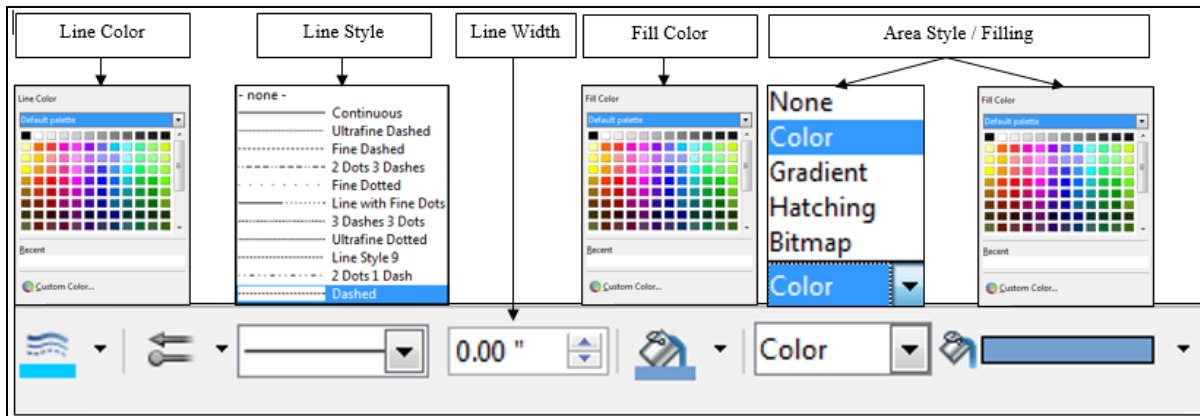 Line Color
Line Style
Line Width
Fill Color
Area Style / Filling
Line Color
Default palette
Recent
Custom Color...
- none -
Continuous
Ultrafine Dashed
Fine Dashed
2 Dots 3 Dashes
Fine Dotted
Line with Fine Dots
3 Dashes 3 Dots
Ultrafine Dotted
Line Style 9
2 Dots 1 Dash
Dashed
Fill Color
Default palette
Recent
Custom Color...
None
Color
Gradient
Hatching
Bitmap
Color
Fill Color
Default palette
Recent
Custom Color...
0.00 "
Color